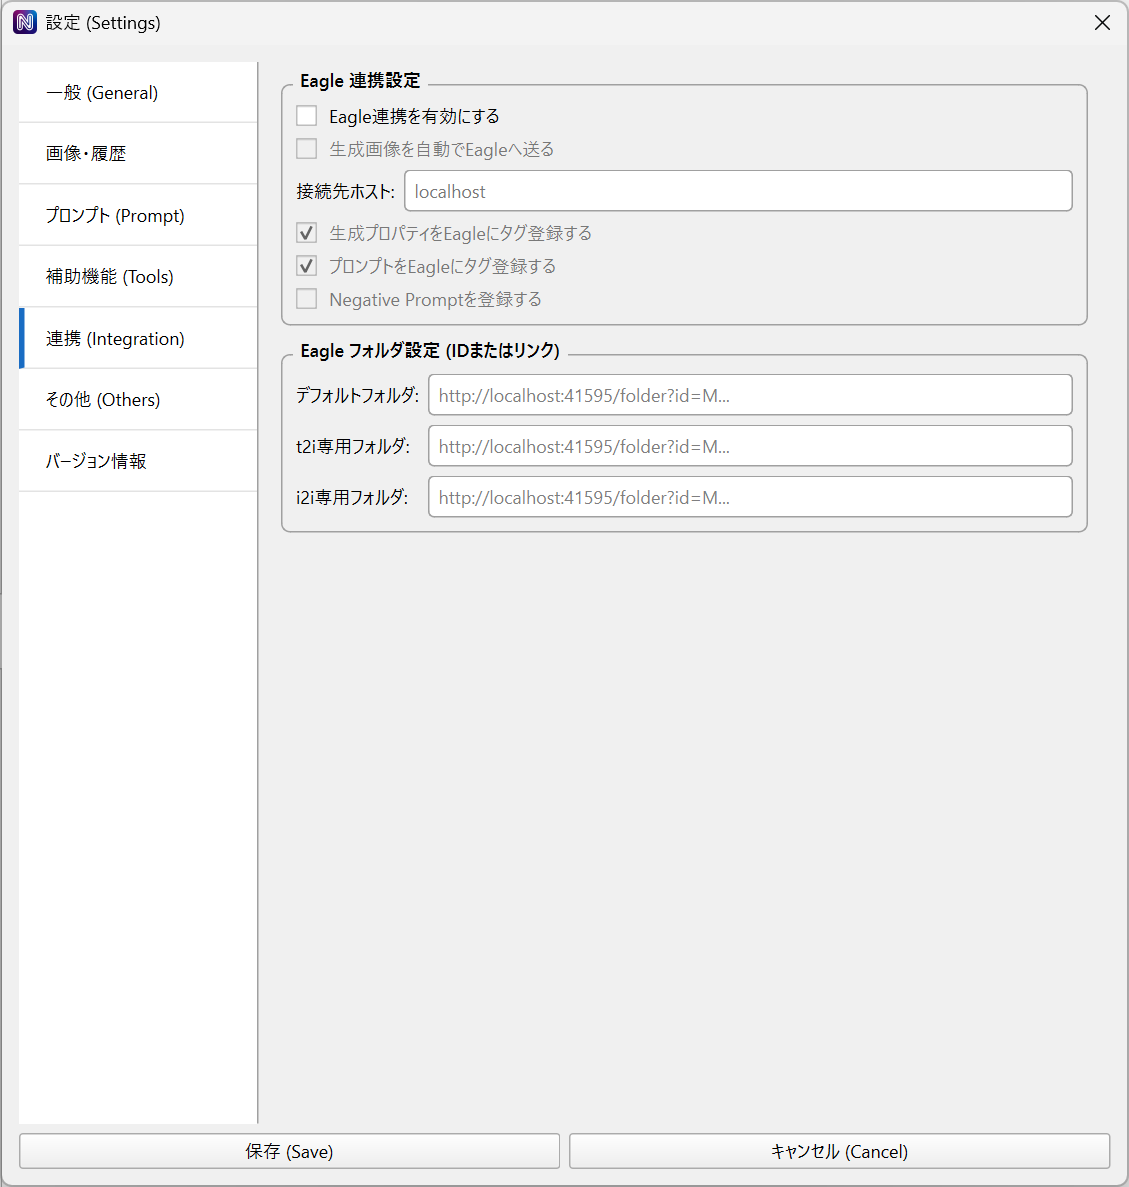 設定 (Settings)
一般 (General)
画像・履歴
プロンプト (Prompt)
補助機能 (Tools)
連携 (Integration)
その他 (Others)
バージョン情報
Eagle 連携設定
Eagle連携を有効にする
生成画像を自動でEagleへ送る
接続先ホスト: localhost
生成プロパティをEagleにタグ登録する
プロンプトをEagleにタグ登録する
Negative Promptを登録する
Eagle フォルダ設定 (IDまたはリンク)
デフォルトフォルダ: http://localhost:41595/folder?id=M...
t2i専用フォルダ: http://localhost:41595/folder?id=M...
i2i専用フォルダ: http://localhost:41595/folder?id=M...
保存 (Save)
キャンセル (Cancel)